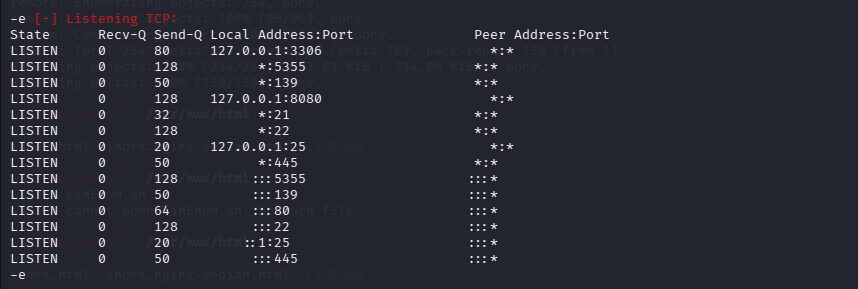 -e [-] Listening TCP:
State Recv-Q Send-Q Local Address:Port Peer Address:Port
LISTEN 0 80 127.0.0.1:3306 *:*
LISTEN 0 128 *:5355 *:*
LISTEN 0 50 *:139 *:*
LISTEN 0 128 127.0.0.1:8080 *:*
LISTEN 0 32 *:21 *:*
LISTEN 0 128 *:22 *:*
LISTEN 0 20 127.0.0.1:25 *:*
LISTEN 0 50 *:445 *:*
LISTEN 0 128 :::5355 :::*
LISTEN 0 50 :::139 :::*
LISTEN 0 64 :::80 :::*
LISTEN 0 128 :::22 :::*
LISTEN 0 20 ::1:25 :::*
LISTEN 0 50 :::445 :::*
-e